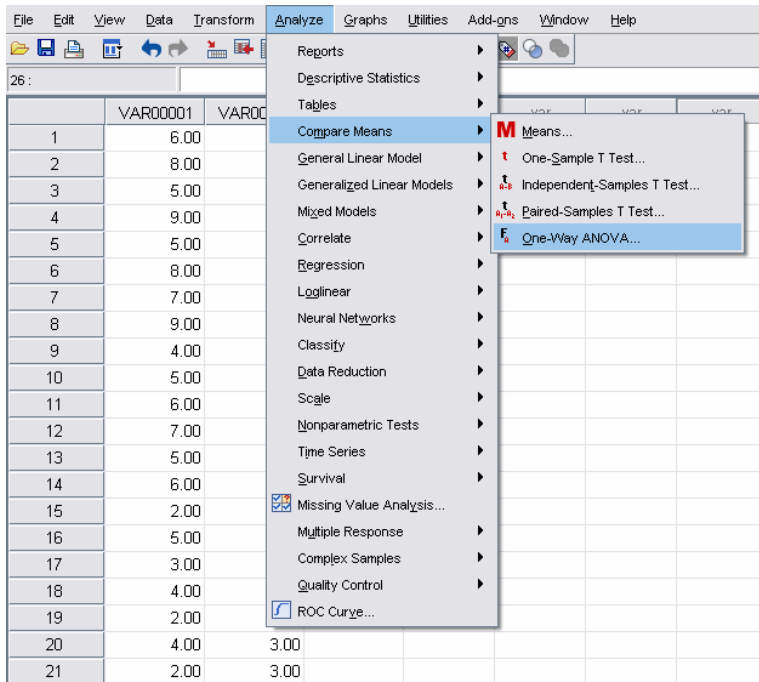 File Edit View Data Transform Analyze Graphs Utilities Add-ons Window Help
26 :
VAR00001
Reports
Descriptive Statistics
Tables
Compare Means
General Linear Model
Generalized Linear Models
Mixed Models
Correlate
Regression
Loglinear
Neural Networks
Classify
Data Reduction
Scale
Nonparametric Tests
Time Series
Survival
Missing Value Analysis...
Multiple Response
Complex Samples
Quality Control
ROC Curve...
M Means...
t One-Sample T Test...
Independent-Samples T Test...
Paired-Samples T Test...
One-Way ANOVA...
1 6.00
2 8.00
3 5.00
4 9.00
5 5.00
6 8.00
7 7.00
8 9.00
9 4.00
10 5.00
11 6.00
12 7.00
13 5.00
14 6.00
15 2.00
16 5.00
17 3.00
18 4.00
19 2.00
20 4.00 3.00
21 2.00 3.00